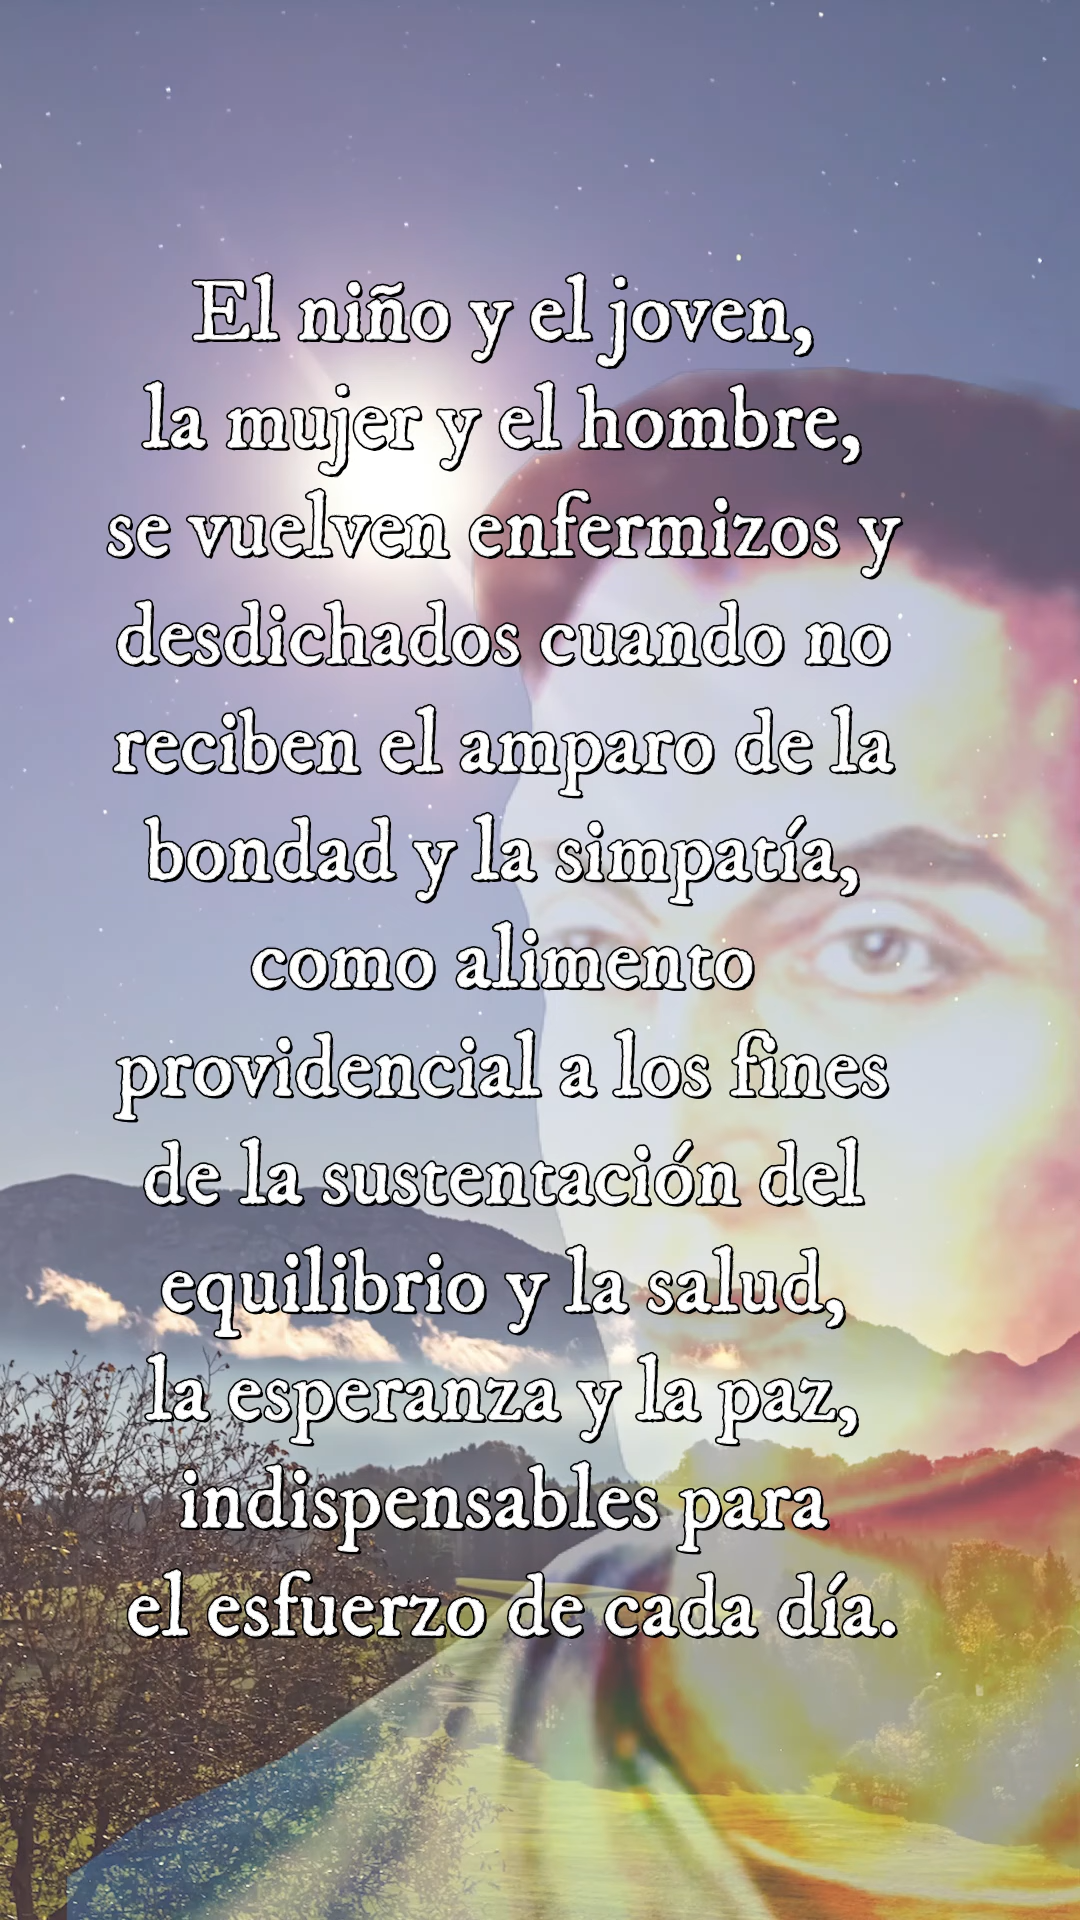 El niño y el joven,
la mujer y el hombre,
se vuelven enfermizos y
desdichados cuando no
reciben el amparo de la
bondad y la simpatía,
como alimento
providencial a los fines
de la sustentación del
equilibrio y la salud,
la esperanza y la paz,
indispensables para
el esfuerzo de cada día.